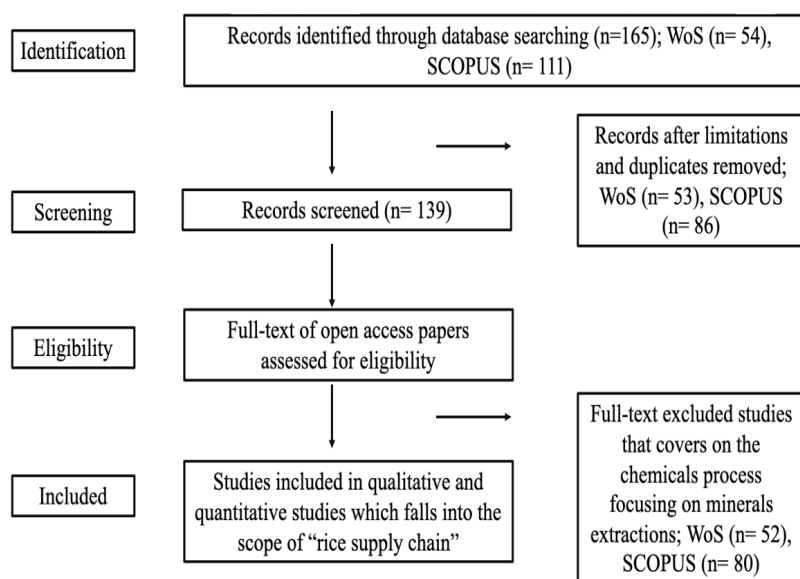 Identification
Records identified through database searching (n=165); WoS (n= 54),
SCOPUS (n= 111)
Records after limitations
and duplicates removed;
WoS (n= 53), SCOPUS
(n= 86)
Screening
Records screened (n= 139)
Eligibility
Full-text of open access papers
assessed for eligibility
Full-text excluded studies
that covers on the
chemicals process
focusing on minerals
extractions; WoS (n= 52),
SCOPUS (n= 80)
Included
Studies included in qualitative and
quantitative studies which falls into the
scope of “rice supply chain”